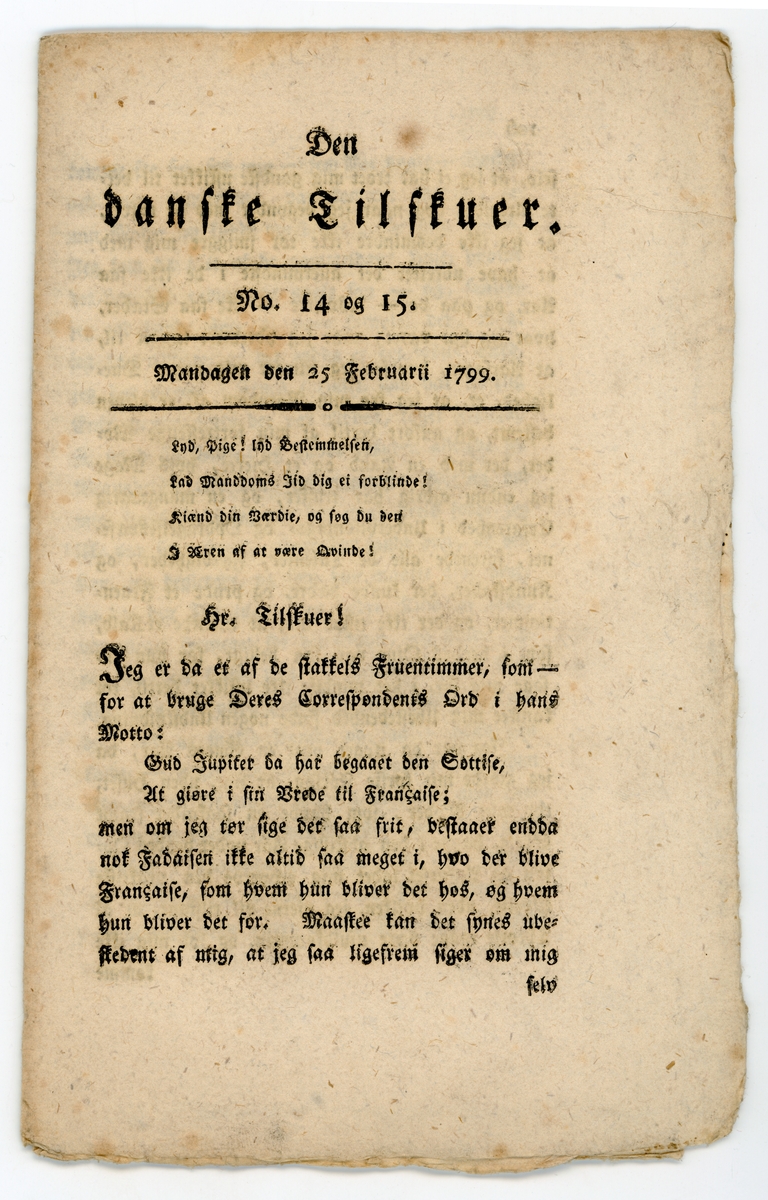 Den
danske Tilskuer.
No. 14 og 15.
Mandagen den 25 Februarii 1799.
Lyd, Pige! lyd Bestemmelsen,
Lad Manddoms Jid dig ei forblinde!
Kiænd din Værdie, og søg du den
I Æren af at være Qvinde!
Hr. Tilskuer!
Jeg er da et af de stakkels Fruentimmer, som—
for at bruge Deres Correspondents Ord i hans
Motto:
Gud Jupiter da har begaaet den Sottise,
At giøre i sin Vrede til Française;
men om jeg tør sige det saa frit, bestaaer endda
nok Fadaisen ikke altid saa meget i, hvo der blive
Française, som hvem hun bliver det hos, og hvem
hun bliver det for. Maaskee kan det synes ube-
skedent af mig, at jeg saa ligefrem siger om mig
selv